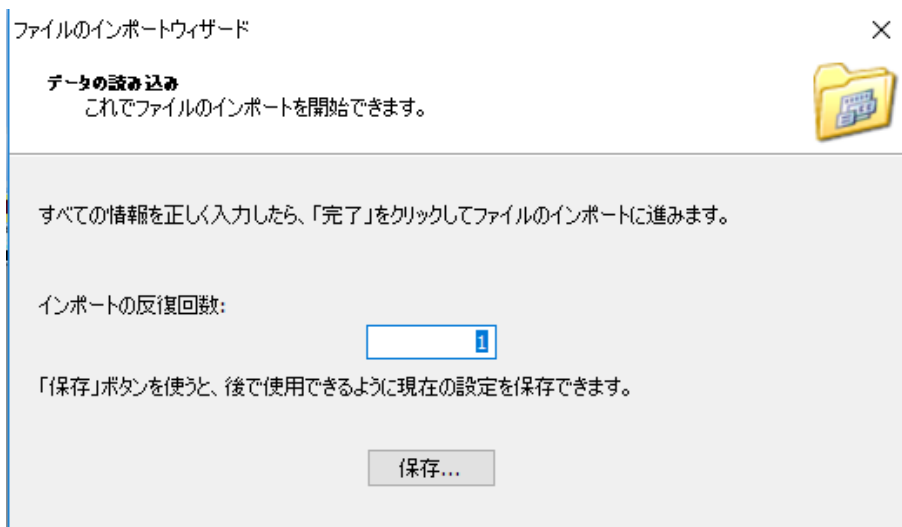 ファイルのインポートウィザード
データの読み込み
これでファイルのインポートを開始できます。
すべての情報を正しく入力したら、「完了」をクリックしてファイルのインポートに進みます。
インポートの反復回数:
1
「保存」ボタンを使うと、後で使用できるように現在の設定を保存できます。
保存...